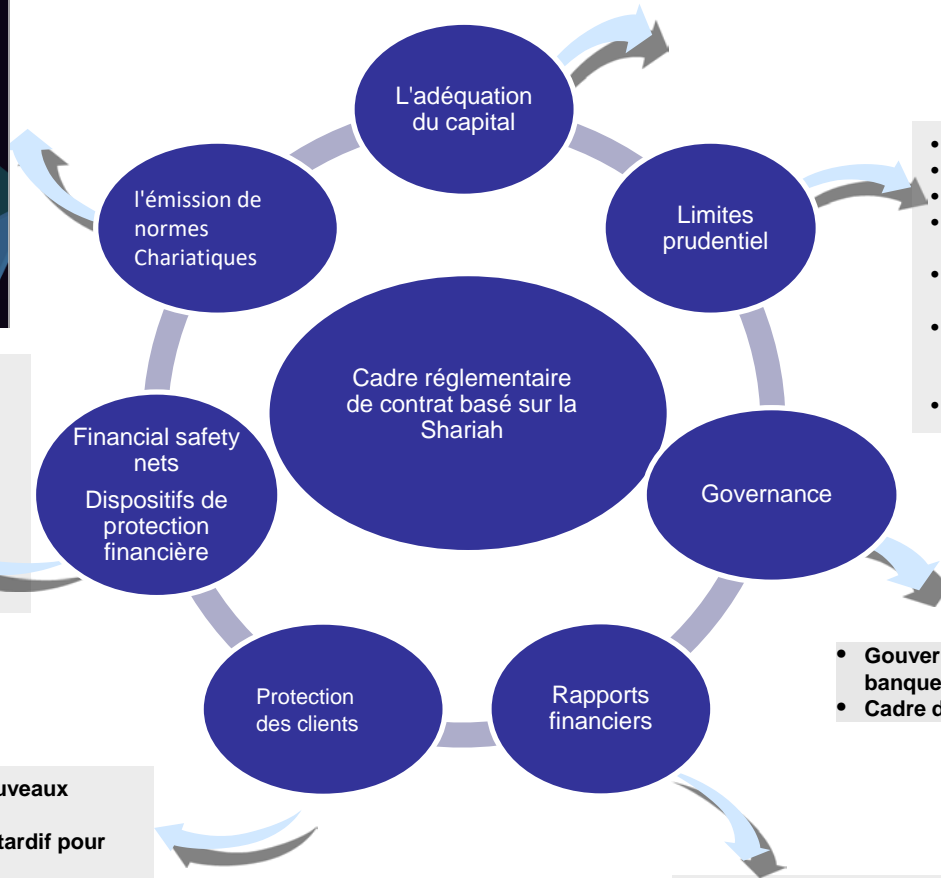 L'adéquation
du capital
l'émission de
normes
Chariatiques
Limites
prudentiel
Cadre réglementaire
de contrat basé sur la
Shariah
Financial safety
nets
Dispositifs de
protection
financière
Governance
Protection
des clients
Rapports
financiers
• Gouver
banque
• Cadre d
uveaux
tardif pour